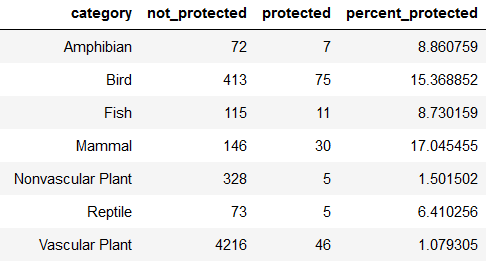 category not_protected protected percent_protected
Amphibian 72 7 8.860759
Bird 413 75 15.368852
Fish 115 11 8.730159
Mammal 146 30 17.045455
Nonvascular Plant 328 5 1.501502
Reptile 73 5 6.410256
Vascular Plant 4216 46 1.079305